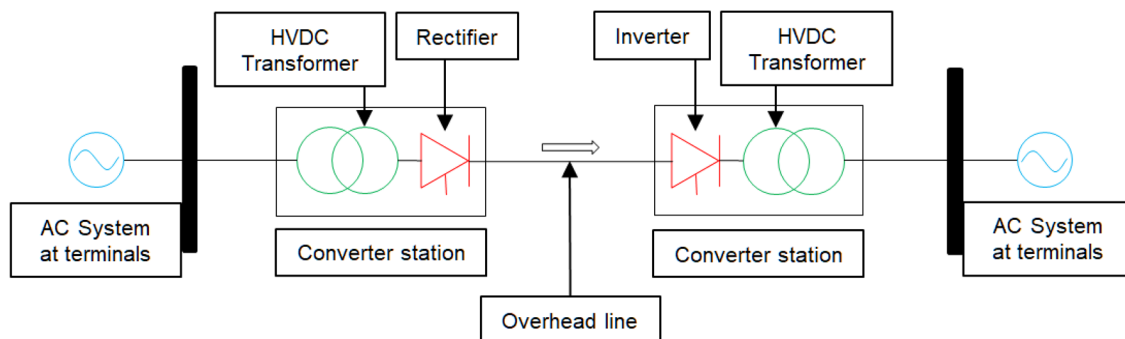 HVDC
Transformer
Rectifier
Inverter
HVDC
Transformer
AC System
at terminals
Converter station
Converter station
AC System
at terminals
Overhead line